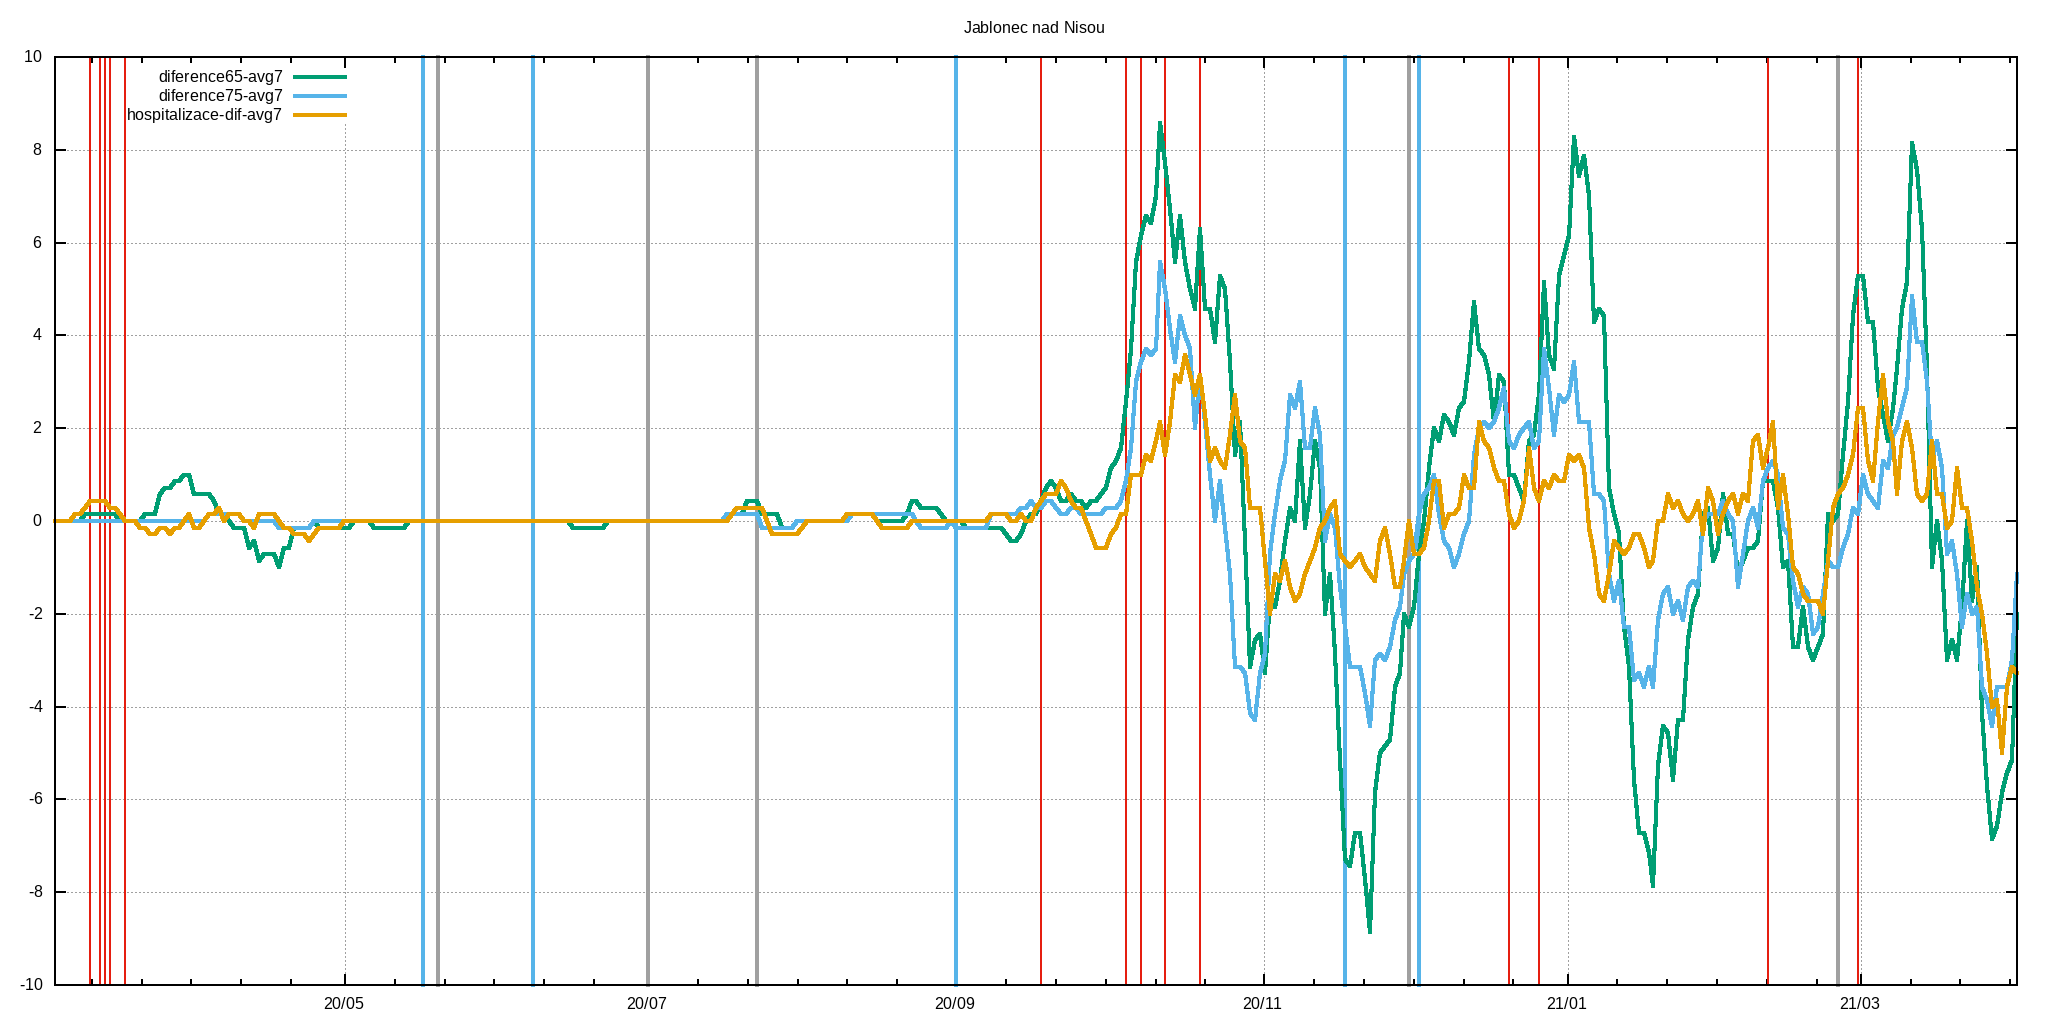 Jablonec nad Nisou
10
8
6
4
2
0
-2
-4
-6
-8
-10
diference65-avg7
diference75-avg7
hospitalizace-dif-avg7
20/05 20/07 20/09 20/11 21/01 21/03